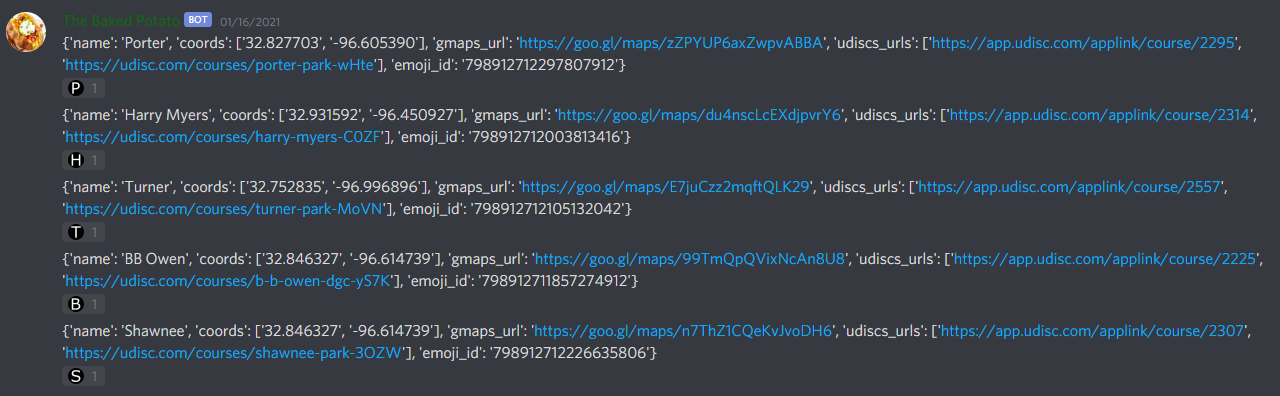 The Baked Potato BOT 01/16/2021
{'name': 'Porter', 'coords': ['32.827703', '-96.605390'], 'gmaps_url': 'https://goo.gl/maps/zZPYUP6axZwpvABBA', 'udiscs_urls': ['https://app.udisc.com/applink/course/2295',
'https://udisc.com/courses/porter-park-wHte'], 'emoji_id': '798912712297807912'}
P 1
{'name': 'Harry Myers', 'coords': ['32.931592', '-96.450927'], 'gmaps_url': 'https://goo.gl/maps/du4nscLcEXdjpvrY6', 'udiscs_urls': ['https://app.udisc.com/applink/course/2314',
'https://udisc.com/courses/harry-myers-C0ZF'], 'emoji_id': '798912712003813416'}
H 1
{'name': 'Turner', 'coords': ['32.752835', '-96.996896'], 'gmaps_url': 'https://goo.gl/maps/E7juCzz2mqftQLK29', 'udiscs_urls': ['https://app.udisc.com/applink/course/2557',
'https://udisc.com/courses/turner-park-MoVN'], 'emoji_id': '798912712105132042'}
T 1
{'name': 'BB Owen', 'coords': ['32.846327', '-96.614739'], 'gmaps_url': 'https://goo.gl/maps/99TmQpQVixNcAn8U8', 'udiscs_urls': ['https://app.udisc.com/applink/course/2225',
'https://udisc.com/courses/b-b-owen-dgc-yS7K'], 'emoji_id': '798912711857274912'}
B 1
{'name': 'Shawnee', 'coords': ['32.846327', '-96.614739'], 'gmaps_url': 'https://goo.gl/maps/n7ThZ1CQeKvJvoDH6', 'udiscs_urls': ['https://app.udisc.com/applink/course/2307',
'https://udisc.com/courses/shawnee-park-3OZW'], 'emoji_id': '798912712226635806'}
S 1